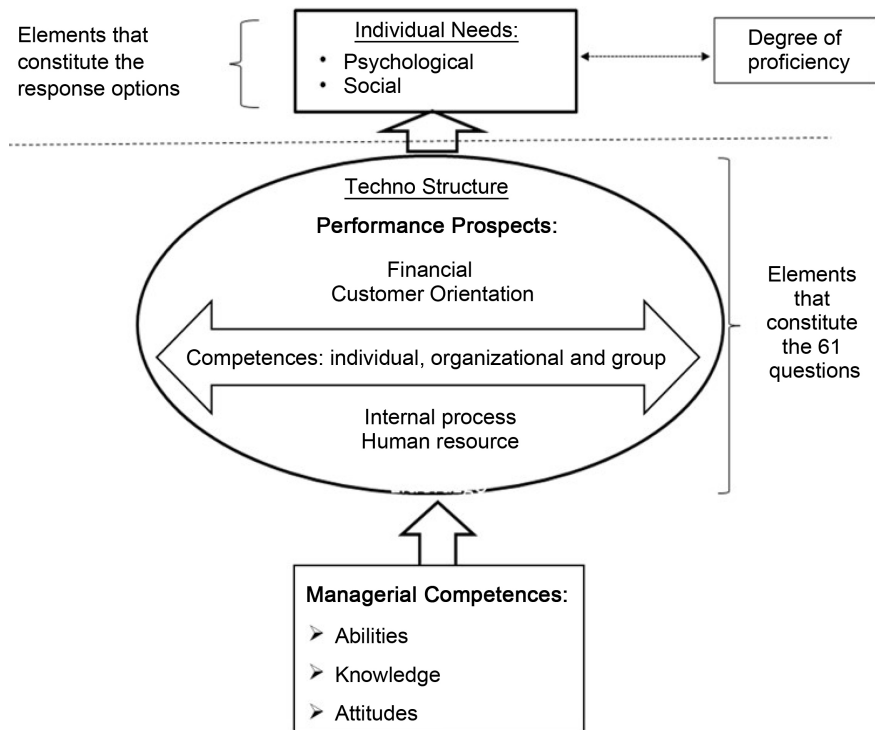 Elements that
constitute the
response options
Individual Needs:
• Psychological
• Social
Degree of
proficiency
Techno Structure
Performance Prospects:
Financial
Customer Orientation
Competences: individual, organizational and group
Internal process
Human resource
Elements
that
constitute
the 61
questions
Managerial Competences:
➢ Abilities
➢ Knowledge
➢ Attitudes